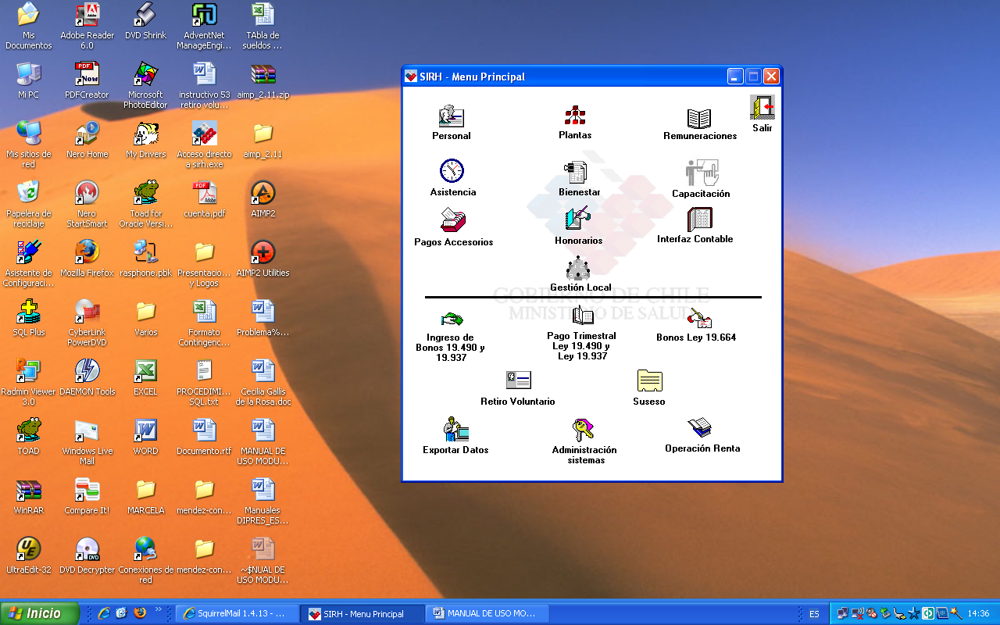 Mis
Documentos
Adobe Reader
6.0
DVD Shrink
AdventNet
ManageEngi...
TAbla de
sueldos ...
Mi PC
PDFCreator
Microsoft
PhotoEditor
instructivo 53
retiro volu...
aimp_2.11.zip
Mis sitios de
red
Nero Home
My Drivers
Acceso directo
a sirh.exe
aimp_2.11
Papelera de
reciclaje
Nero
StartSmart
Toad for
Oracle Versi...
cuenta.pdf
AIMP2
Asistente de
Configuraci...
Mozilla Firefox
rasphone.pbk
Presentacio...
y Logos
AIMP2 Utilities
SQL Plus
CyberLink
PowerDVD
Varios
Formato
Contingenc...
Problema%...
Radmin Viewer
3.0
DAEMON Tools
EXCEL
PROCEDIMI...
SQL.txt
Cecilia Gallis
de la Rosa.doc
TOAD
Windows Live
Mail
WORD
Documento.rtf
MANUAL DE
USO MODU...
WinRAR
Compare It!
MARCELA
mendez-con...
Manuales
DIPRES_ES...
UltraEdit-32
DVD Decrypter
Conexiones de
red
mendez-con...
~$NUAL DE
USO MODU...
SIRH - Menu Principal
Personal
Plantas
Remuneraciones
Salir
Asistencia
Bienestar
Capacitación
Pagos Accesorios
Honorarios
Interfaz Contable
Gestión Local
GOBIERNO DE CHILE
MINISTERIO DE SALUD
Ingreso de
Bonos 19.490 y
19.937
Pago Trimestral
Ley 19.490 y
Ley 19.937
Bonos Ley 19.664
Retiro Voluntario
Suseso
Exportar Datos
Administración
sistemas
Operación Renta
Inicio
SquirrelMail 1.4.13 - ...
SIRH - Menu Principal
MANUAL DE USO MO...
ES
14:36